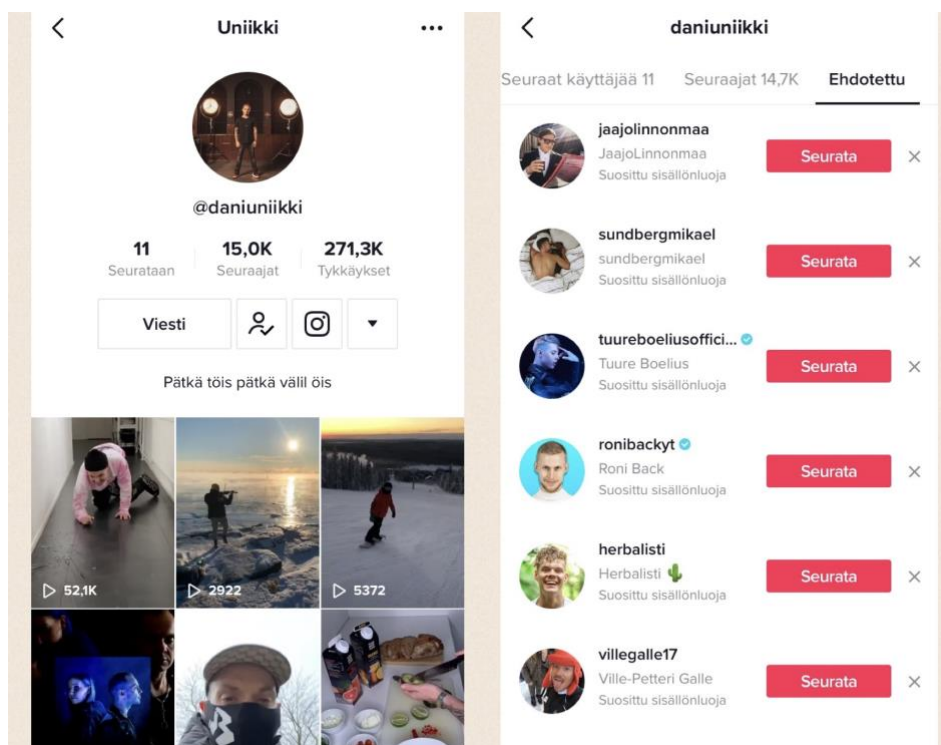 Uniikki
@daniuniikki
11
Seurataan
15,0K
Seuraajat
271,3K
Tykkäykset
Viesti
Pätkä töis pätkä välil öis
52,1K
2922
5372
daniuniikki
Seuraat käyttäjää 11
Seuraajat 14,7K
Ehdotettu
jaajolinnonmaa
JaajoLinnonmaa
Suosittu sisällönluoja
Seurata
sundbergmikael
sundbergmikael
Suosittu sisällönluoja
Seurata
tuureboeliusoffici...
Tuure Boelius
Suosittu sisällönluoja
Seurata
ronibackyt
Roni Back
Suosittu sisällönluoja
Seurata
herbalisti
Herbalisti 🌵
Suosittu sisällönluoja
Seurata
villegalle17
Ville-Petteri Galle
Suosittu sisällönluoja
Seurata